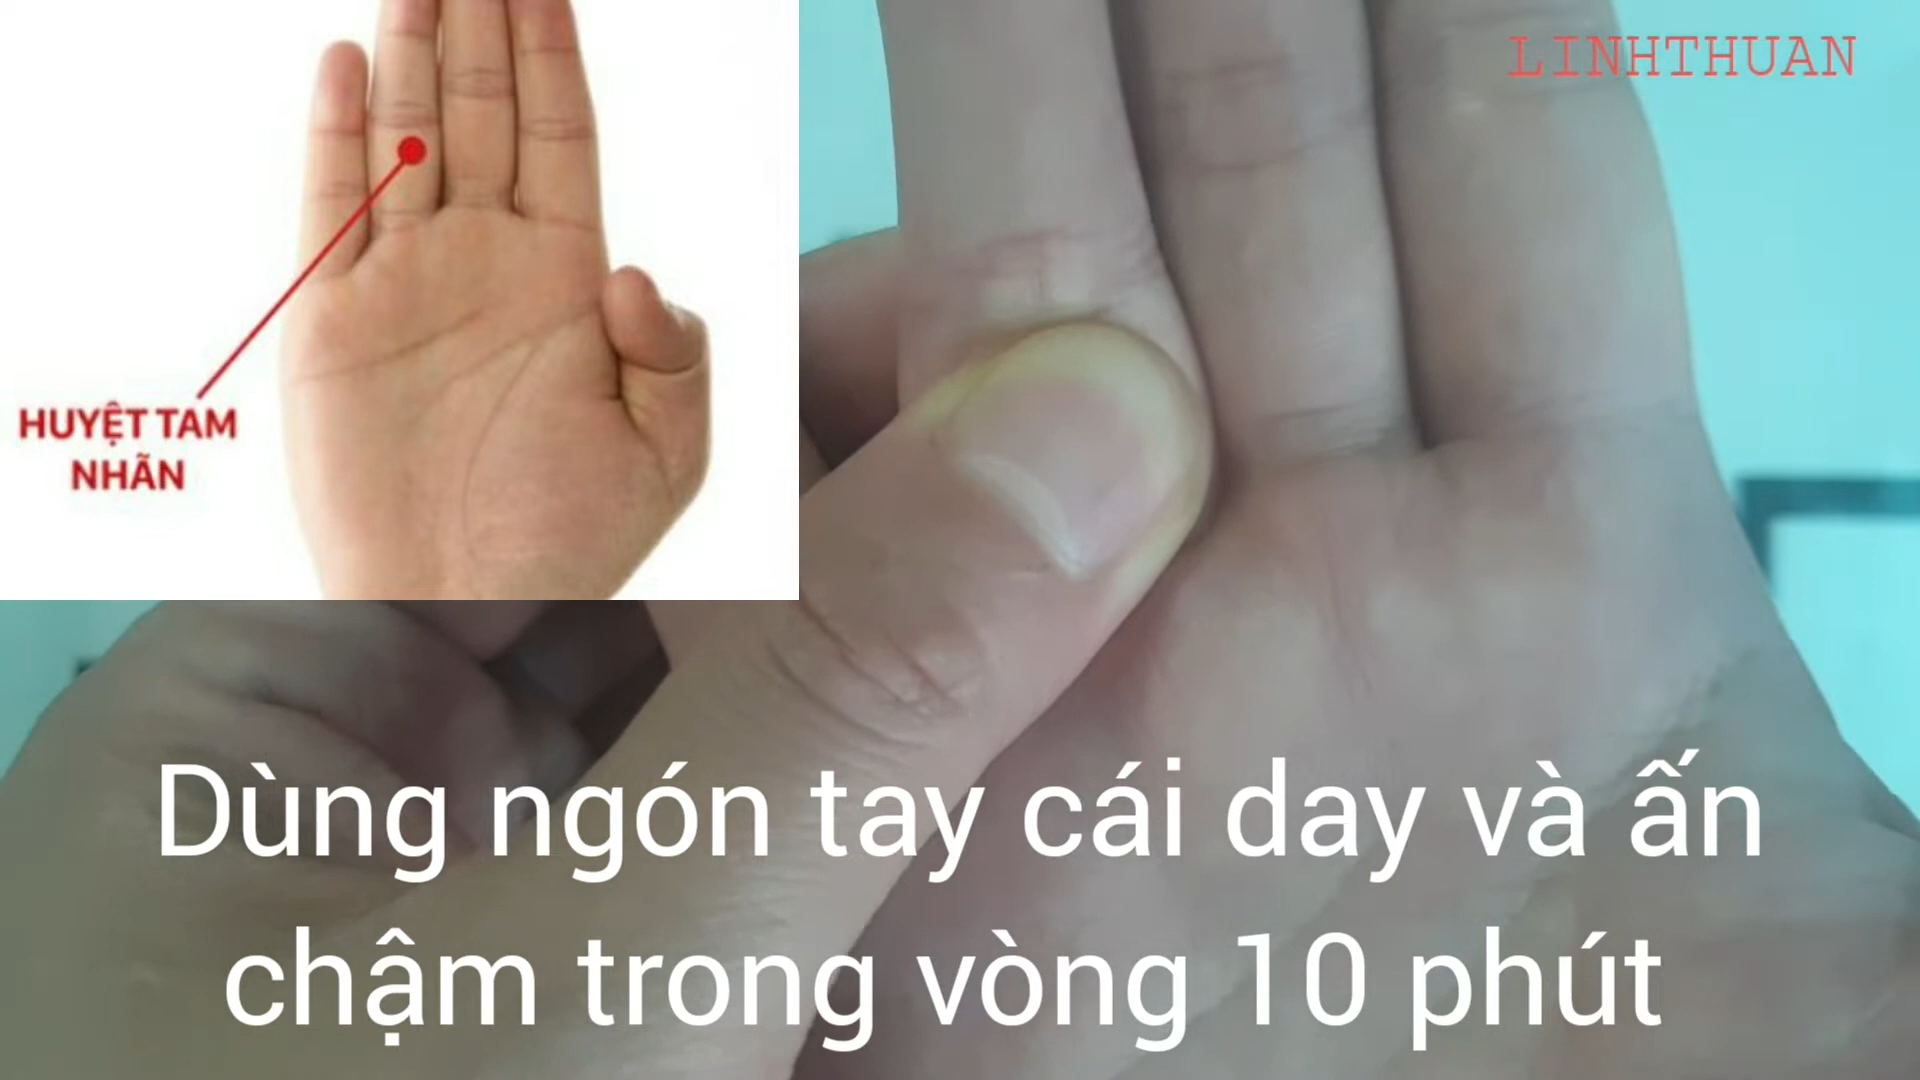 LINHTHUAN
HUYỆT TAM
NHÃN
Dùng ngón tay cái day và ấn
chậm trong vòng 10 phút